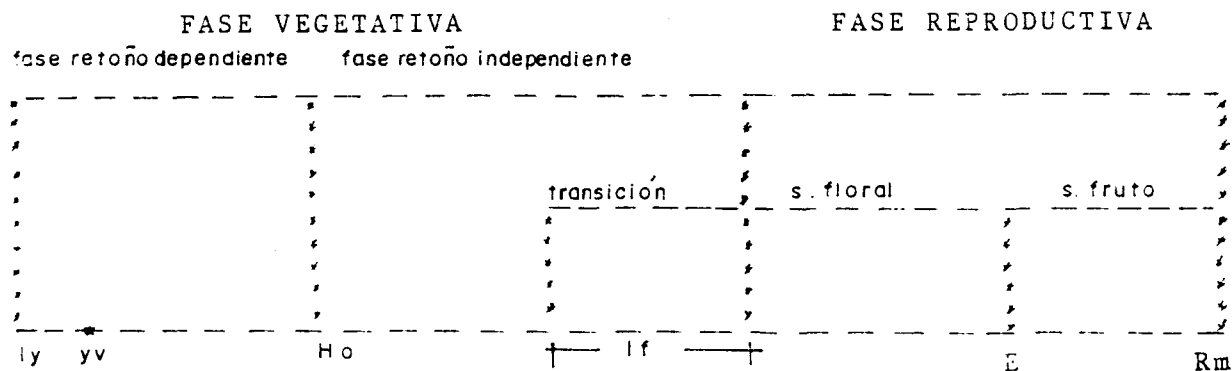 FASE VEGETATIVA FASE REPRODUCTIVA
fase retoño dependiente fase retoño independiente
transición s. floral s. fruto
Iy yv Ho If E Rm